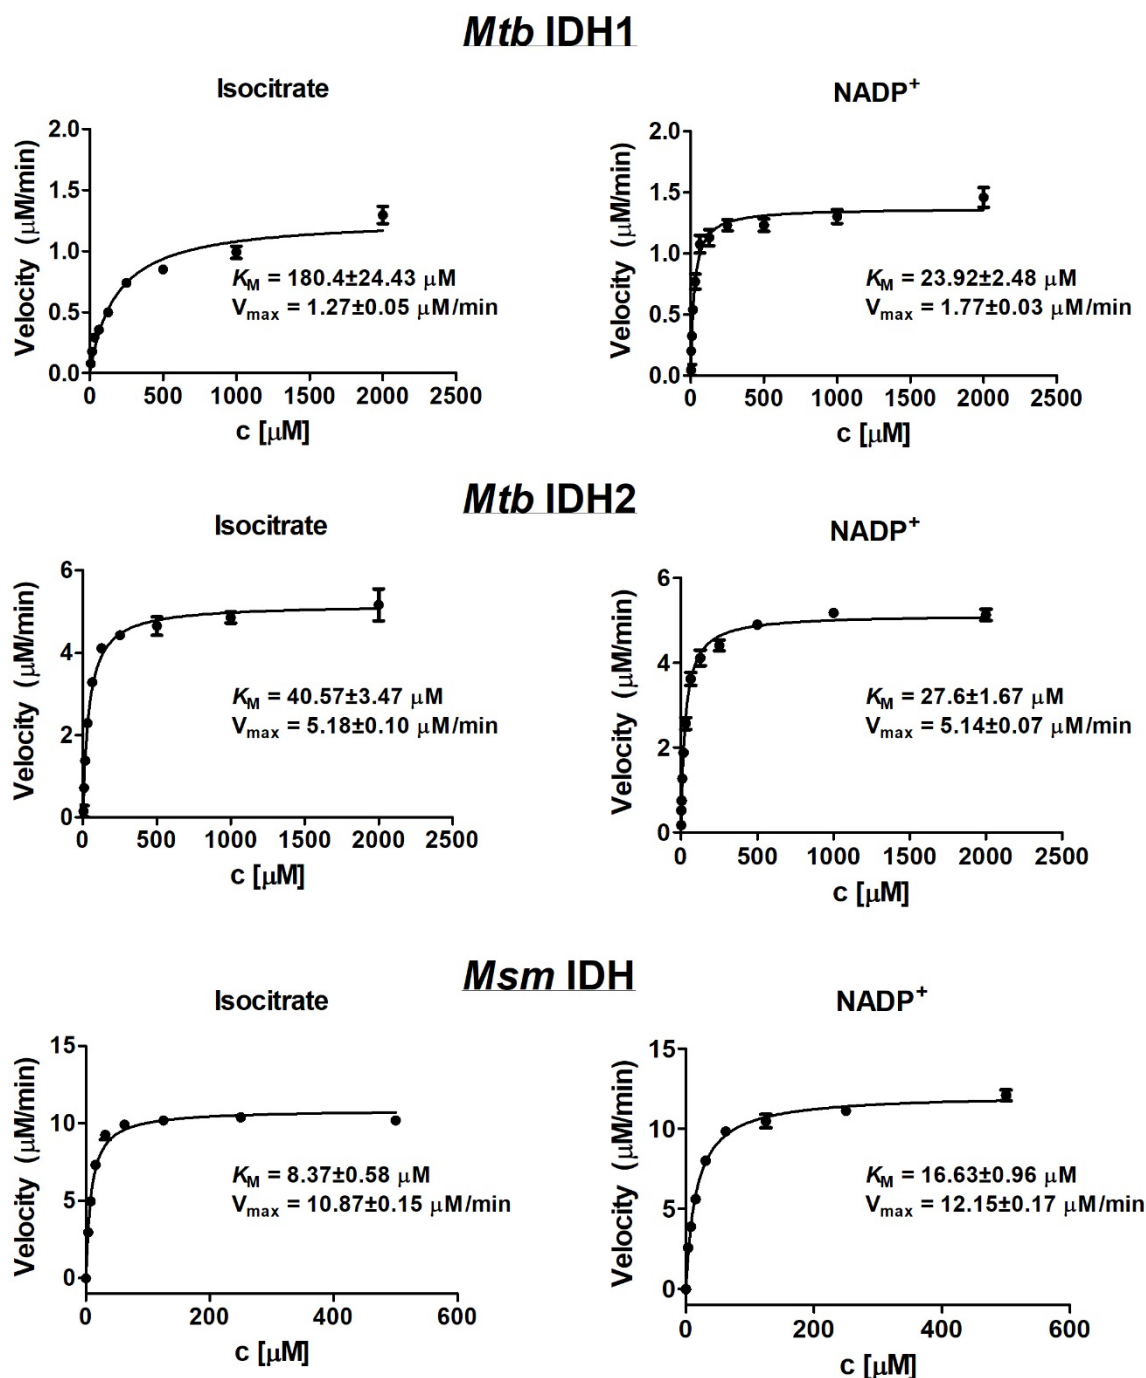 Mtb IDH1
Isocitrate
NADP+
Velocity (μM/min)
2.0
1.5
1.0
0.5
0.0
KM = 180.4±24.43 μM
Vmax = 1.27±0.05 μM/min
0 500 1000 1500 2000 2500
c [μM]
Velocity (μM/min)
2.0
1.5
1.0
0.5
0.0
KM = 23.92±2.48 μM
Vmax = 1.77±0.03 μM/min
0 500 1000 1500 2000 2500
c [μM]
Mtb IDH2
Isocitrate
NADP+
Velocity (μM/min)
6
4
2
0
KM = 40.57±3.47 μM
Vmax = 5.18±0.10 μM/min
0 500 1000 1500 2000 2500
c [μM]
Velocity (μM/min)
6
4
2
0
KM = 27.6±1.67 μM
Vmax = 5.14±0.07 μM/min
0 500 1000 1500 2000 2500
c [μM]
Msm IDH
Isocitrate
NADP+
Velocity (μM/min)
15
10
5
0
KM = 8.37±0.58 μM
Vmax = 10.87±0.15 μM/min
0 200 400 600
c [μM]
Velocity (μM/min)
15
10
5
0
KM = 16.63±0.96 μM
Vmax = 12.15±0.17 μM/min
0 200 400 600
c [μM]